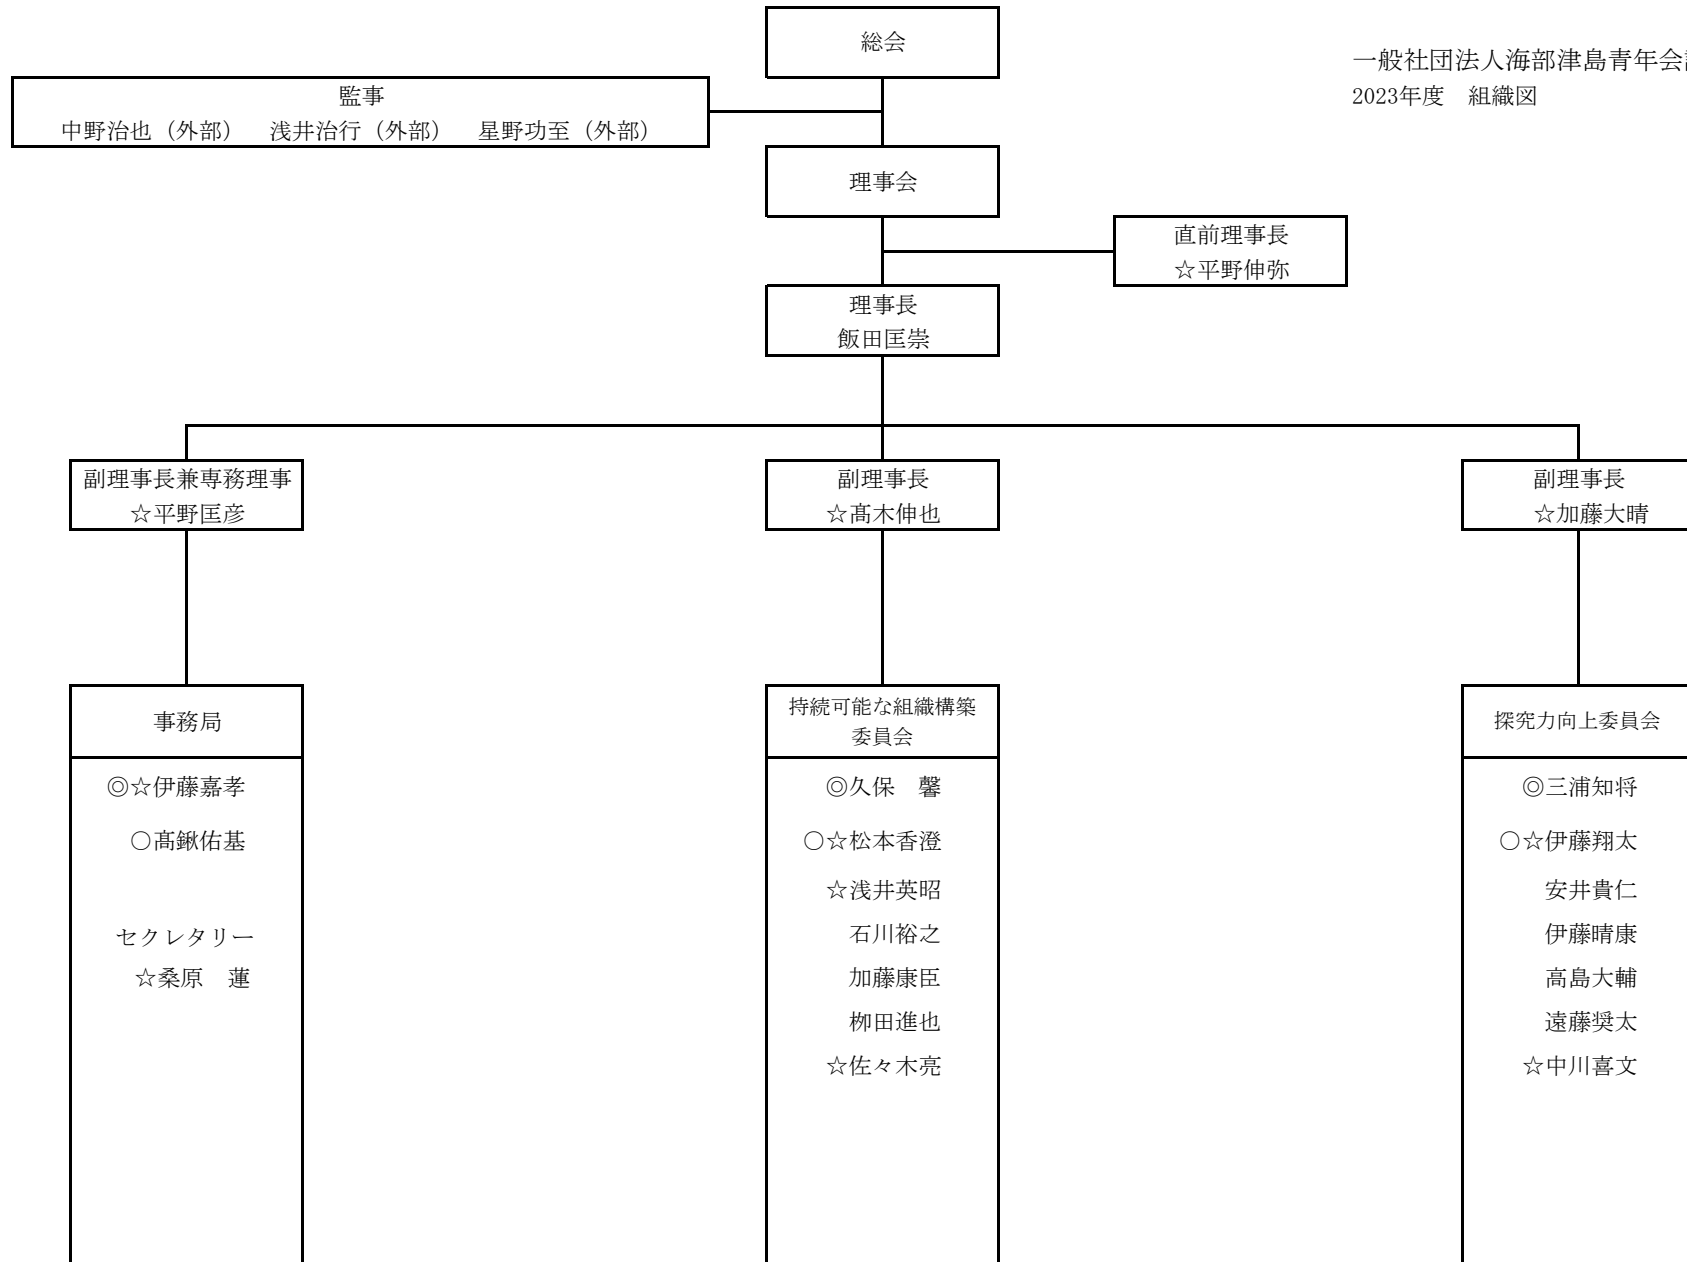 総会
一般社団法人海部津島青年会
2023年度　組織図
監事
中野治也（外部）　浅井治行（外部）　星野功至（外部）
理事会
直前理事長
☆平野伸弥
理事長
飯田匡崇
副理事長兼専務理事
☆平野匡彦
副理事長
☆髙木伸也
副理事長
☆加藤大晴
事務局
◎☆伊藤嘉孝
○髙鍬佑基
セクレタリー
☆桑原　蓮
持続可能な組織構築
委員会
◎久保　馨
○☆松本香澄
☆浅井英昭
石川裕之
加藤康臣
栁田進也
☆佐々木亮
探究力向上委員会
◎三浦知将
○☆伊藤翔太
安井貴仁
伊藤晴康
高島大輔
遠藤奨太
☆中川喜文